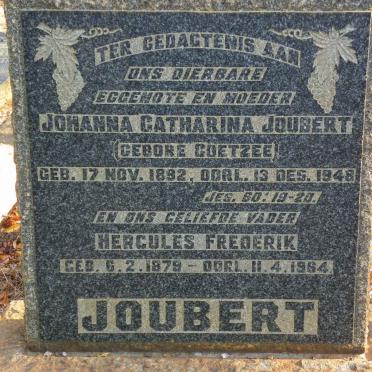 TER GEDAGTENIS AAN
ONS DIERBARE
EGGENOTE EN MOEDER
JOHANNA CATHARINA JOUBERT
(GEBORE COETZEE)
GEB. 17 NOV. 1892, OORL. 13 DES. 1948
JES. 60: 19-20.
EN ONS GELIEFDE VADER
HERCULES FREDERIK
GEB. 6.2.1879 - OORL. 11.4.1964.
JOUBERT